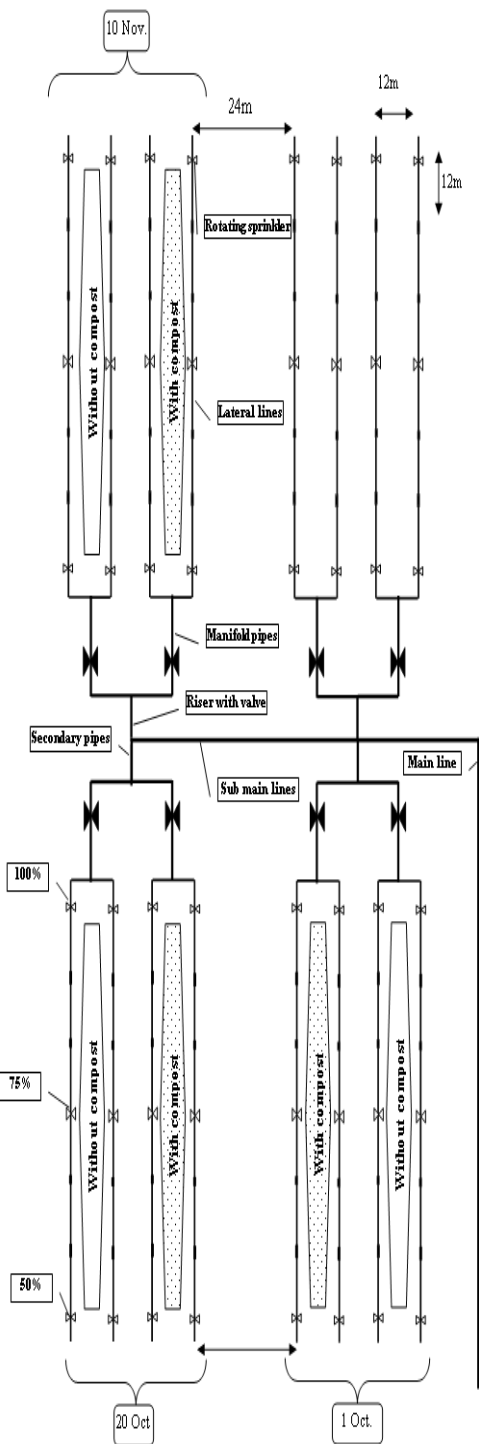 10 Nov.
24m
12m
12m
Rotating sprinkler
Without compost
With compost
Lateral lines
Manifold pipes
Riser with valve
Secondary pipes
Sub main lines
Main line
100%
75%
50%
Without compost
With compost
With compost
Without compost
20 Oct
1 Oct.